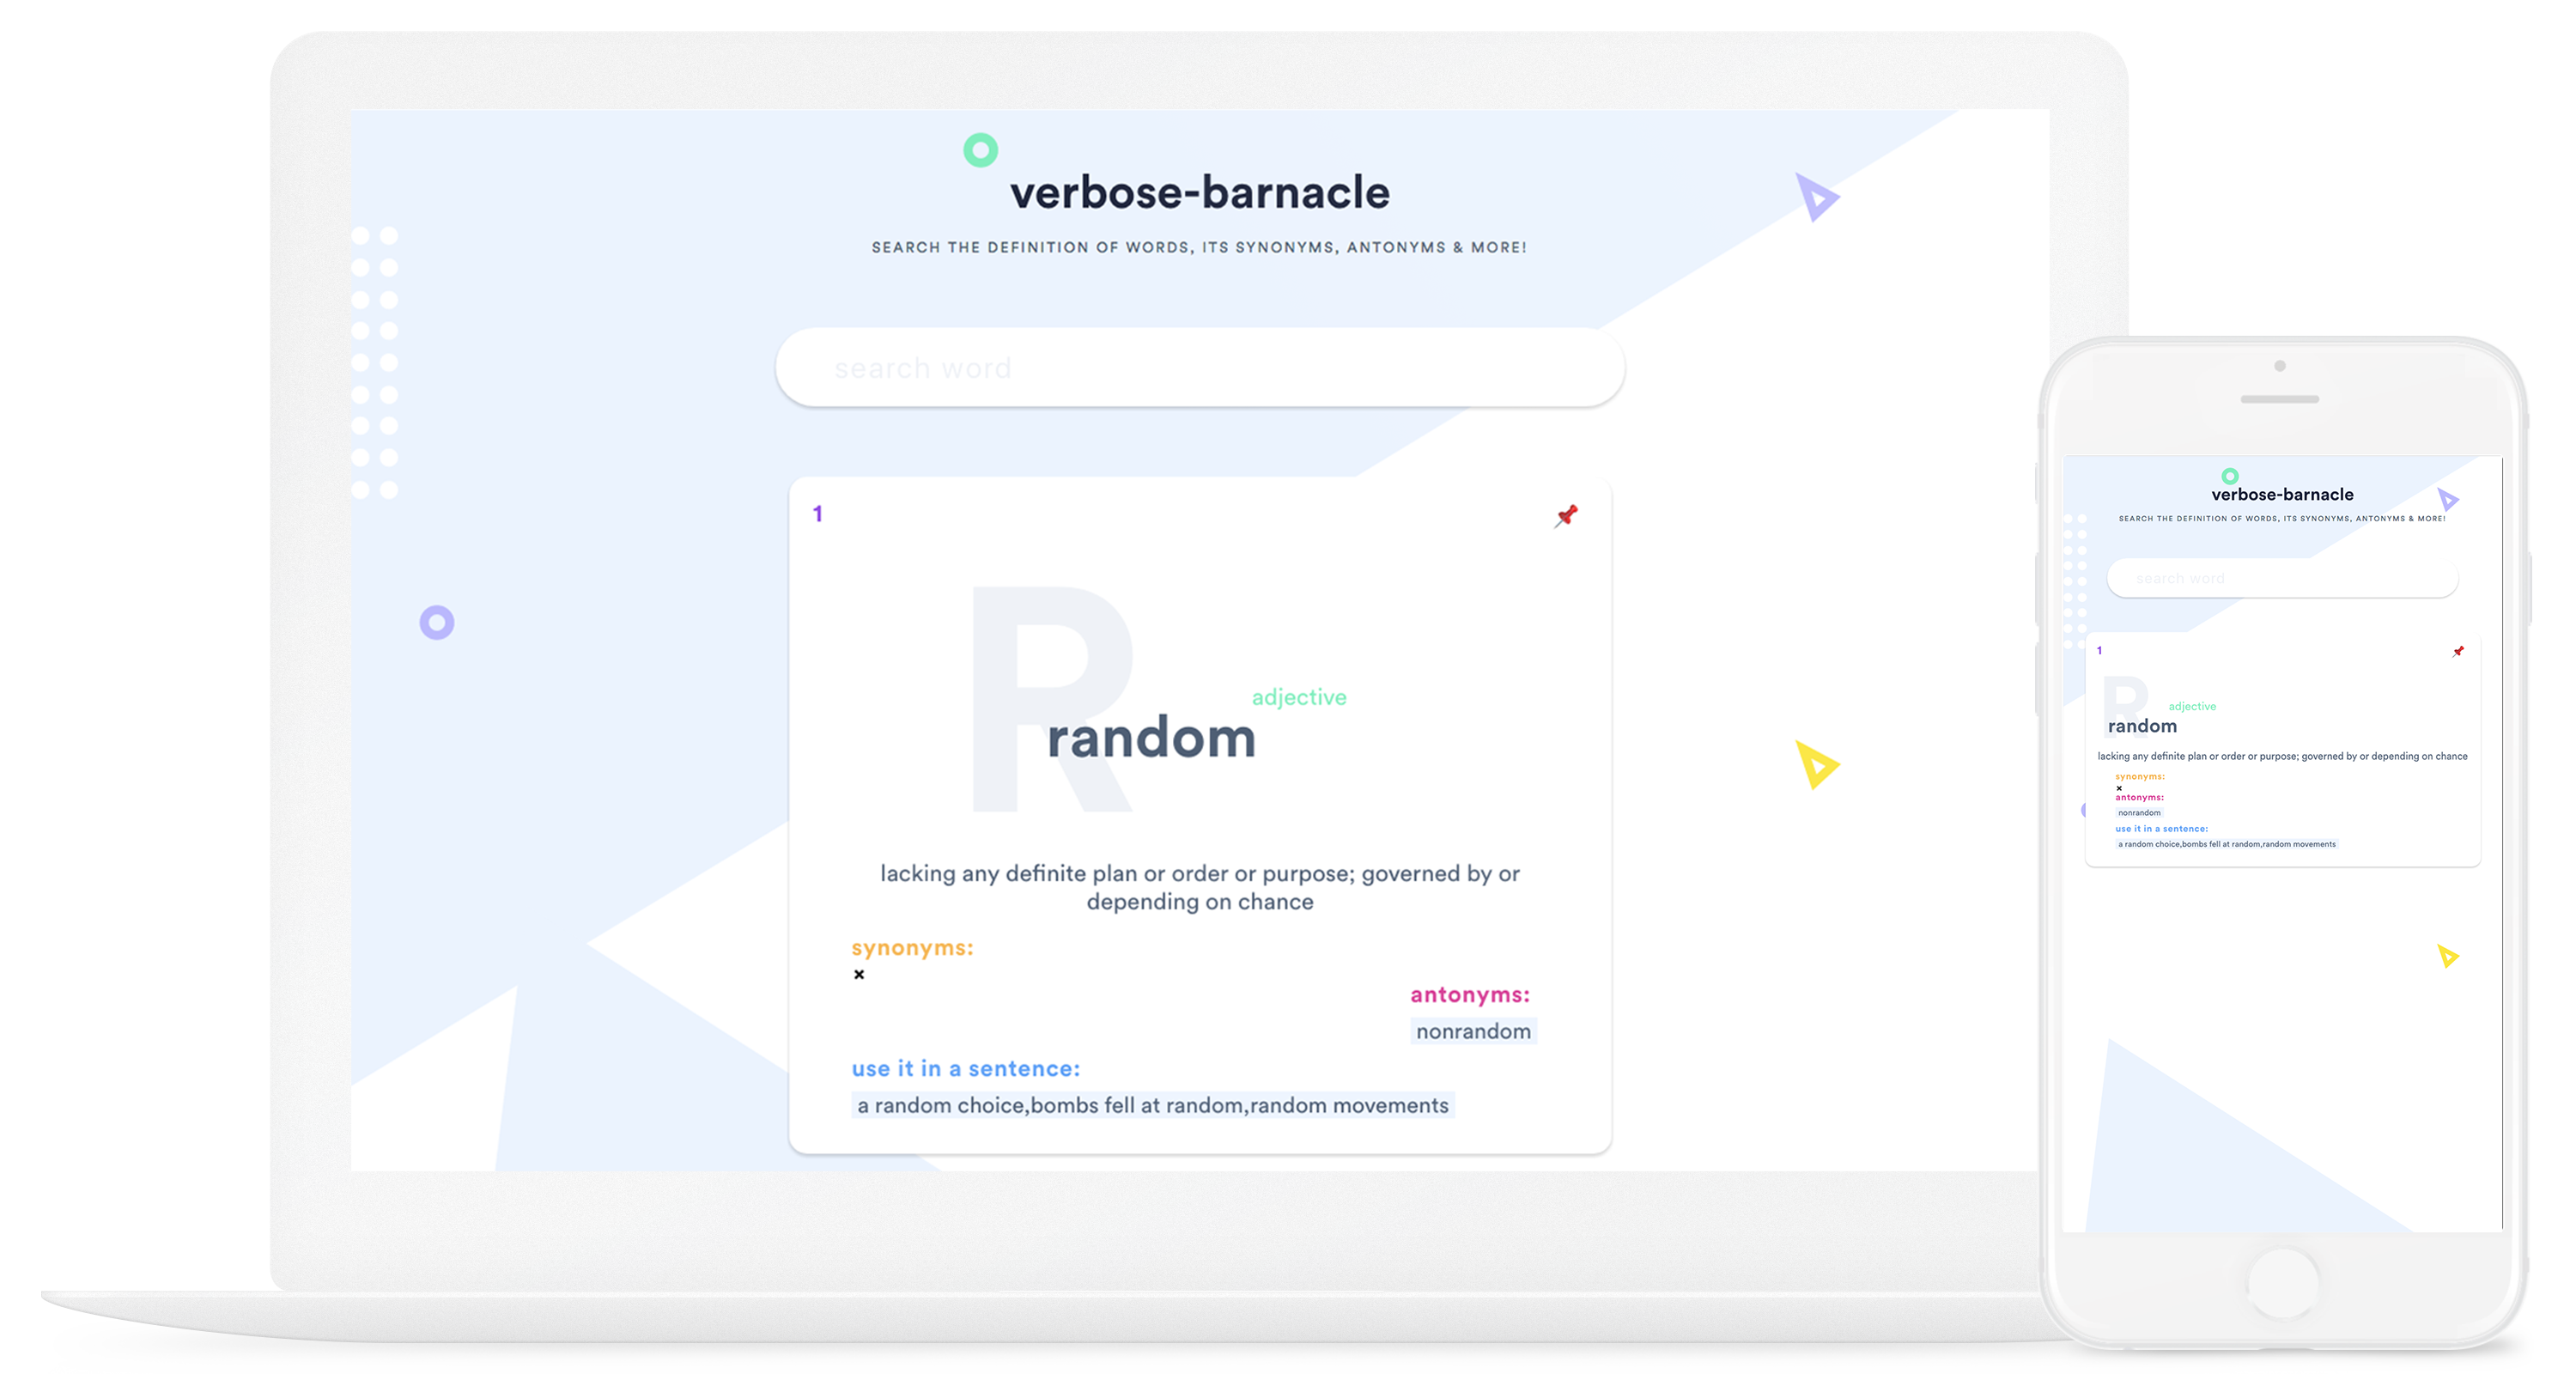 verbose-barnacle
SEARCH THE DEFINITION OF WORDS, ITS SYNONYMS, ANTONYMS & MORE!
search word
1
R
adjective
random
lacking any definite plan or order or purpose; governed by or
depending on chance
synonyms:
×
antonyms:
nonrandom
use it in a sentence:
a random choice,bombs fell at random,random movements
verbose-barnacle
SEARCH THE DEFINITION OF WORDS, ITS SYNONYMS, ANTONYMS & MORE!
search word
1
R
adjective
random
lacking any definite plan or order or purpose; governed by or depending on chance
synonyms:
×
antonyms:
nonrandom
use it in a sentence:
a random choice,bombs fell at random,random movements